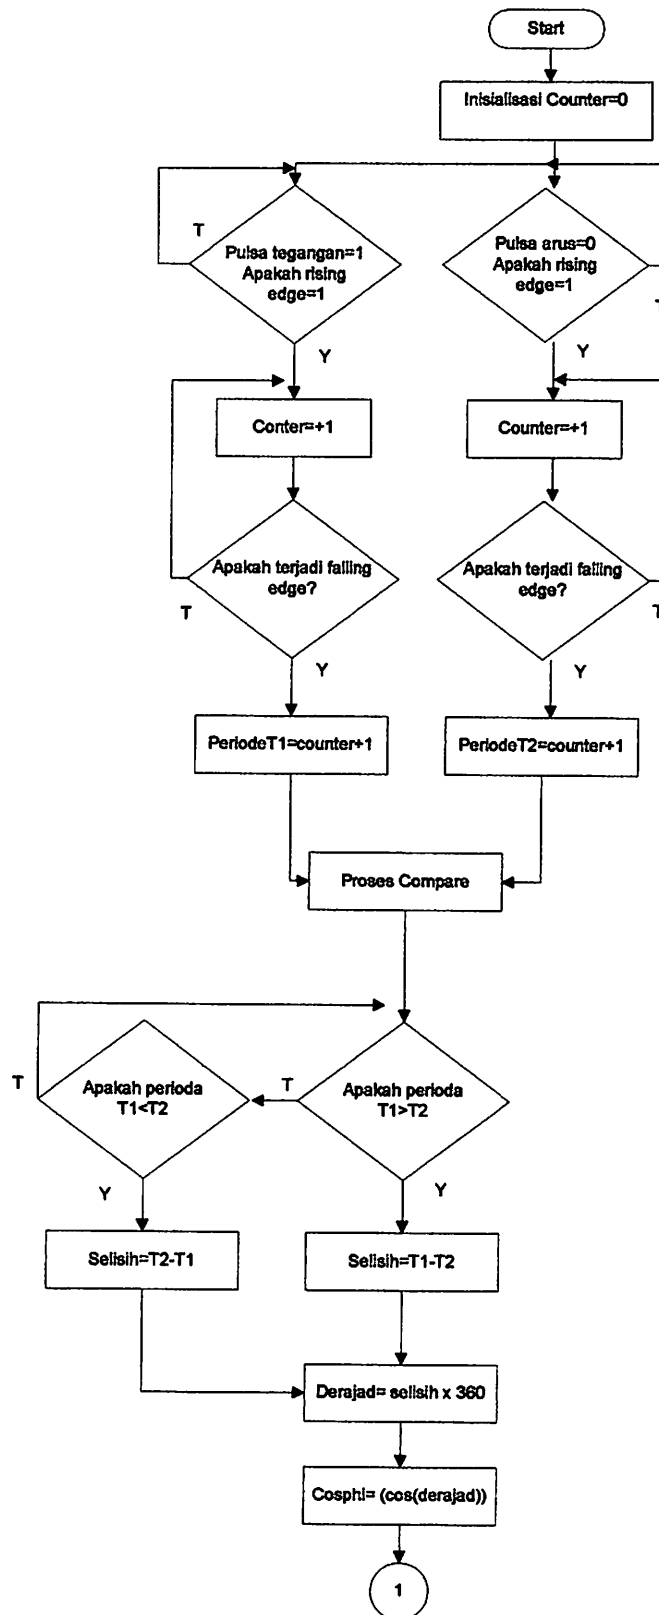 Start
Inisialisasi Counter=0
T
Pulsa tegangan=1
Apakah rising
edge=1
Y
Pulsa arus=0
Apakah rising
edge=1
Y
Conter=+1
Counter=+1
Apakah terjadi falling
edge?
T
Y
Apakah terjadi falling
edge?
T
Y
PeriodeT1=counter+1
PeriodeT2=counter+1
Proses Compare
T
Apakah perioda
T1<T2
T
Apakah perioda
T1>T2
Y
Y
Selisih=T2-T1
Selisih=T1-T2
Derajad= selisih x 360
Cosphi= (cos(derajad))
1